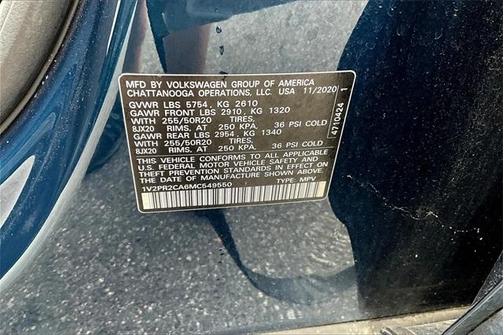 MFD BY VOLKSWAGEN GROUP OF AMERICA
CHATTANOOGA OPERATIONS, LLC. USA 11/2020 1
GVWR LBS 5754, KG 2610
GAWR FRONT LBS 2910, KG 1320
WITH 255/50R20 TIRES,
8JX20 RIMS, AT 250 KPA, 36 PSI COLD
GAWR REAR LBS 2954 KG 1340
WITH 255/50R20 TIRES,
8JX20 RIMS, AT 250 KPA, 36 PSI COLD
THIS VEHICLE CONFORMS TO ALL APPLICABLE
U.S. FEDERAL MOTOR VEHICLE SAFETY AND
THEFT PREVENTION STANDARDS IN EFFECT ON
THE DATE OF MANUFACTURE SHOWN ABOVE.
1V2PR2CA6MC549550 TYPE: MPV
4710424